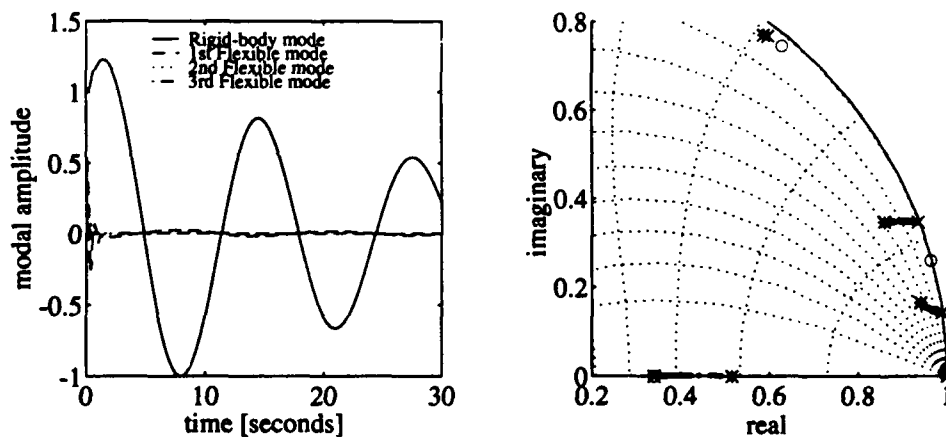 1.5
1
0.5
0
-0.5
-1
modal amplitude
Rigid-body mode
1st Flexible mode
2nd Flexible mode
3rd Flexible mode
0 10 20 30
time [seconds]
0.8
0.6
0.4
0.2
0
imaginary
0.2 0.4 0.6 0.8 1
real